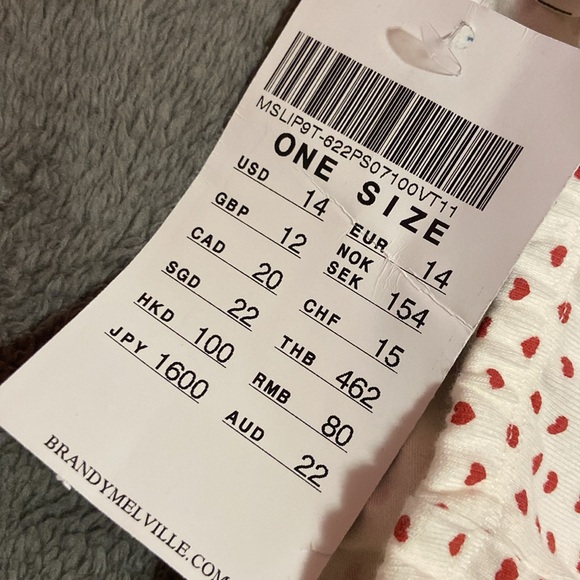 MSLIP9T-622PS07100VT11
ONE SIZE
USD 14
EUR 14
GBP 12
NOK
SEK 154
CAD 20
CHF 15
SGD 22
THB 462
HKD 100
RMB 80
JPY 1600
AUD 22
BRANDYMELVILLE.COM